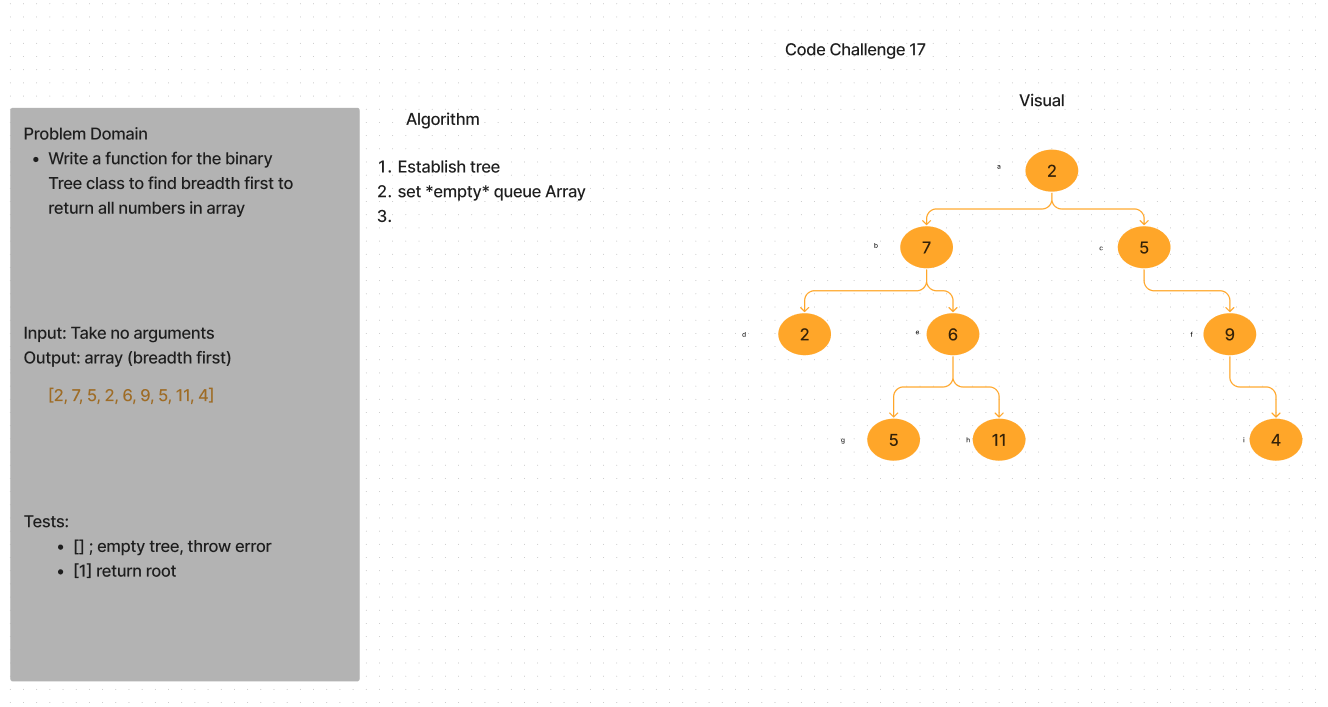 Code Challenge 17
Problem Domain
• Write a function for the binary
Tree class to find breadth first to
return all numbers in array
Input: Take no arguments
Output: array (breadth first)
[2, 7, 5, 2, 6, 9, 5, 11, 4]
Tests:
• [] ; empty tree, throw error
• [1] return root
Algorithm
1. Establish tree
2. set *empty* queue Array
3.
Visual
a 2
b 7 c 5
d 2 e 6 f 9
g 5 h 11 i 4